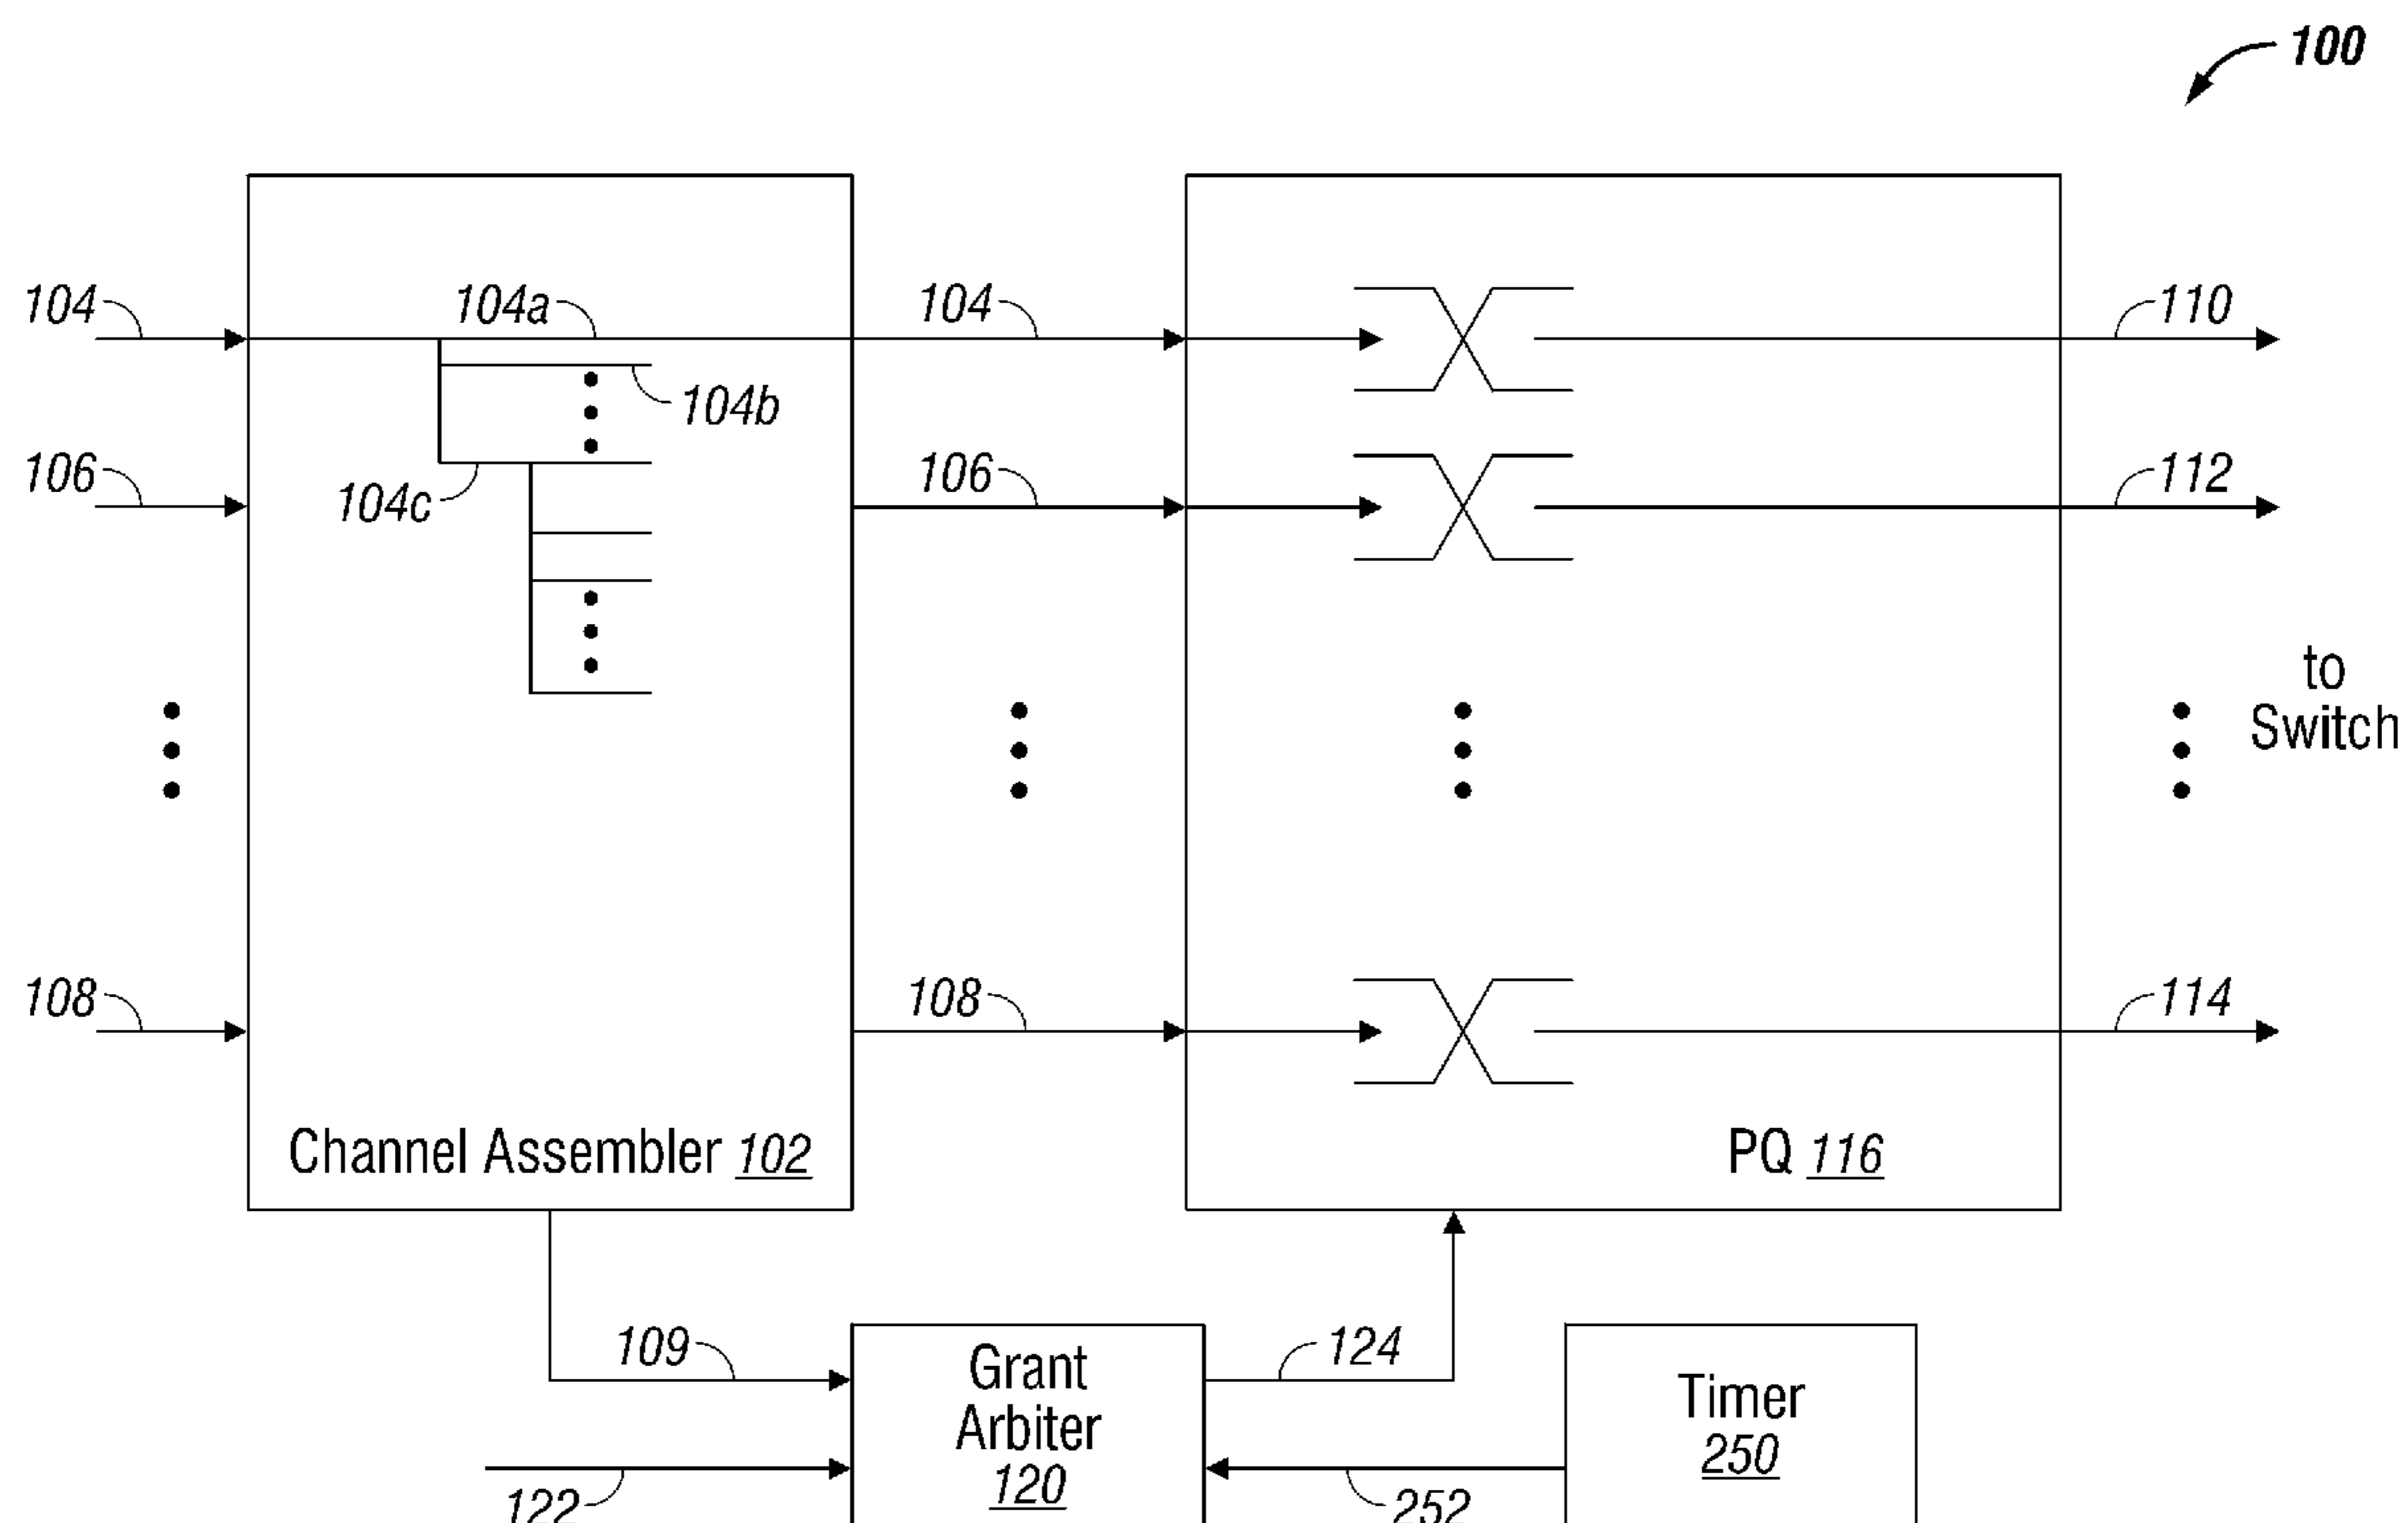 100
104
104a
104
110
104b
106
104c
106
112
to
Switch
108
108
114
Channel Assembler 102
PQ 116
109
Grant
Arbiter
120
124
Timer
250
122
252